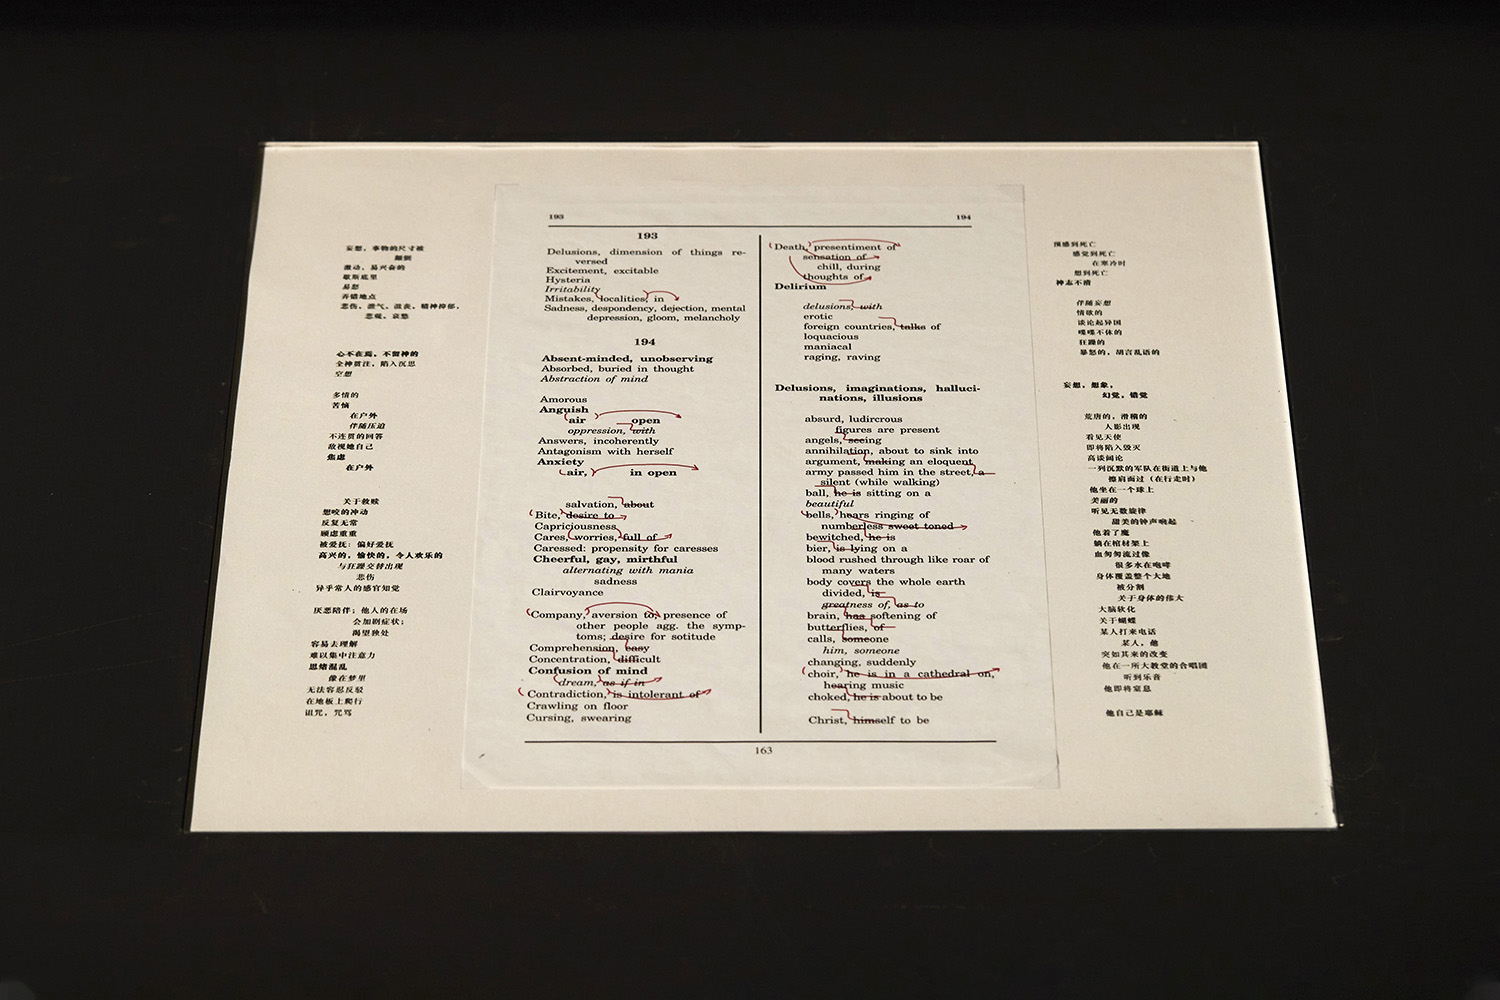 193
194
妄想，事物的尺寸被
颠倒
激动，易兴奋的
歇斯底里
易怒
弄错地点
悲伤，泄气，沮丧，精神抑郁，
悲观，哀愁
心不在焉，不留神的
全神贯注，陷入沉思
空想
多情的
苦恼
在户外
伴随压迫
不连贯的回答
敌视她自己
焦虑
在户外
关于救赎
想咬的冲动
反复无常
顾虑重重
被爱抚：偏好爱抚
高兴的，愉快的，令人欢乐的
与狂躁交替出现
悲伤
异乎常人的感官知觉
厌恶陪伴；他人的在场
会加剧症状；
渴望独处
容易去理解
难以集中注意力
思绪混乱
像在梦里
无法容忍反驳
在地板上爬行
诅咒，咒骂
193
Delusions, dimension of things re-
versed
Excitement, excitable
Hysteria
Irritability
Mistakes, localities, in
Sadness, despondency, dejection, mental
depression, gloom, melancholy
194
Absent-minded, unobserving
Absorbed, buried in thought
Abstraction of mind
Amorous
Anguish
air open
oppression, with
Answers, incoherently
Antagonism with herself
Anxiety
air, in open
salvation, about
Bite, desire to
Capriciousness
Cares, worries, full of
Caressed: propensity for caresses
Cheerful, gay, mirthful
alternating with mania
sadness
Clairvoyance
Company, aversion to; presence of
other people agg. the symp-
toms; desire for sotitude
Comprehension, easy
Concentration, difficult
Confusion of mind
dream, as if in
Contradiction, is intolerant of
Crawling on floor
Cursing, swearing
Death, presentiment of
sensation of
chill, during
thoughts of
Delirium
delusions, with
erotic
foreign countries, talks of
loquacious
maniacal
raging, raving
Delusions, imaginations, halluci-
nations, illusions
absurd, ludircrous
figures are present
angels, seeing
annihilation, about to sink into
argument, making an eloquent
army passed him in the street, a
silent (while walking)
ball, he is sitting on a
beautiful
bells, hears ringing of
numberless sweet toned
bewitched, he is
bier, is lying on a
blood rushed through like roar of
many waters
body covers the whole earth
divided, is
greatness of, as to
brain, has softening of
butterflies, of
calls, someone
him, someone
changing, suddenly
choir, he is in a cathedral on,
hearing music
choked, he is about to be
Christ, himself to be
163
预感到死亡
感觉到死亡
在寒冷时
想到死亡
神志不清
伴随妄想
情欲的
谈论起异国
喋喋不休的
狂躁的
暴怒的，胡言乱语的
妄想，想象，
幻觉，错觉
荒唐的，滑稽的
人影出现
看见天使
即将陷入毁灭
高谈阔论
一列沉默的军队在街道上与他
擦肩而过（在行走时）
他坐在一个球上
美丽的
听见无数旋律
甜美的钟声响起
他着了魔
躺在棺材架上
血匆匆流过像
很多水在咆哮
身体覆盖整个大地
被分割
关于身体的伟大
大脑软化
关于蝴蝶
某人打来电话
某人，他
突如其来的改变
他在一所大教堂的合唱团
听到乐音
他即将窒息
他自己是耶稣